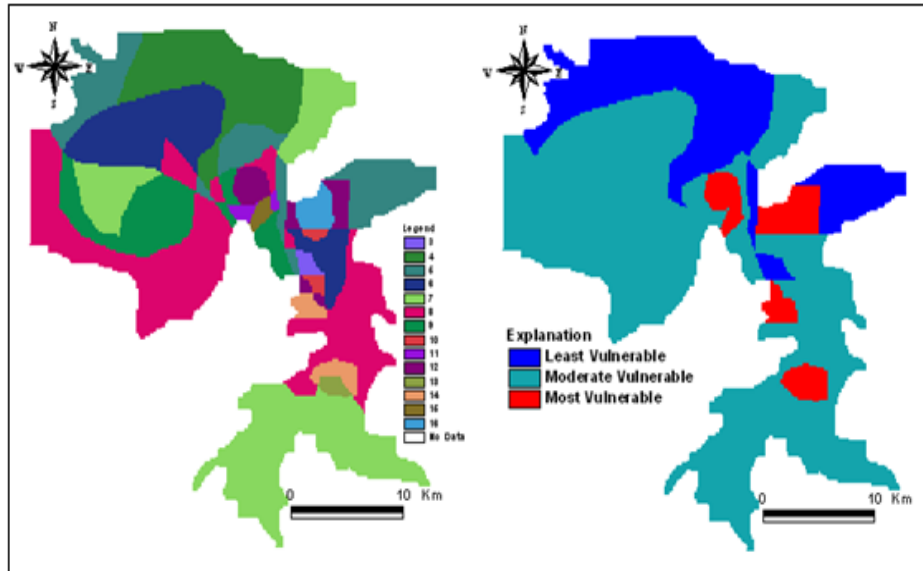 N
W E
S
Legend
3
4
5
6
7
8
9
10
11
12
13
14
15
16
No Data
0 10 Km
N
W E
S
Explanation
Least Vulnerable
Moderate Vulnerable
Most Vulnerable
0 10 Km